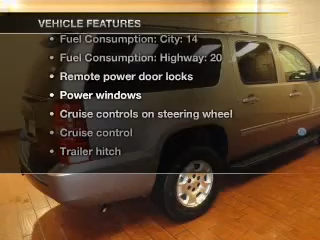 VEHICLE FEATURES
• Fuel Consumption: City: 14
• Fuel Consumption: Highway: 20
• Remote power door locks
• Power windows
• Cruise controls on steering wheel
• Cruise control
• Trailer hitch